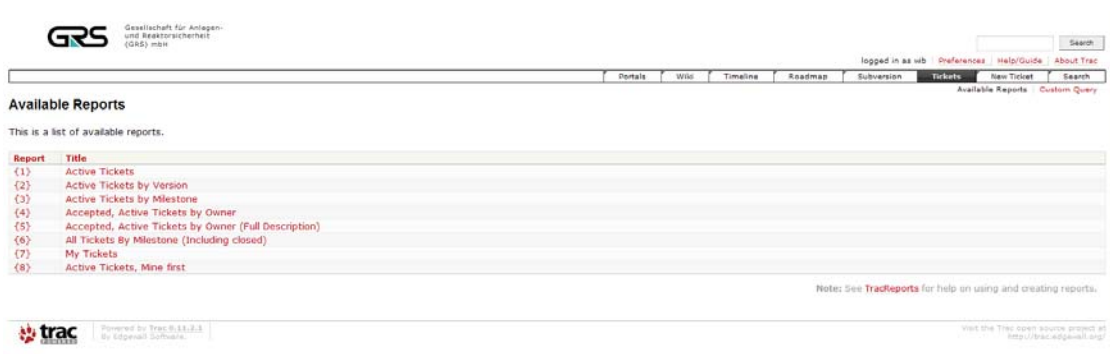 GRS
Gesellschaft für Anlagen-
und Reaktorsicherheit
(GRS) mbH
Search
logged in as wib Preferences Help/Guide About Trac
Portals Wiki Timeline Roadmap Subversion Tickets New Ticket Search
Available Reports Custom Query
Available Reports
This is a list of available reports.
Report Title
{1} Active Tickets
{2} Active Tickets by Version
{3} Active Tickets by Milestone
{4} Accepted, Active Tickets by Owner
{5} Accepted, Active Tickets by Owner (Full Description)
{6} All Tickets By Milestone (Including closed)
{7} My Tickets
{8} Active Tickets, Mine first
Note: See TracReports for help on using and creating reports.
trac
POWERED
Powered by Trac 0.11.2.1
By Edgewall Software.
Visit the Trac open source project at
http://trac.edgewall.org/